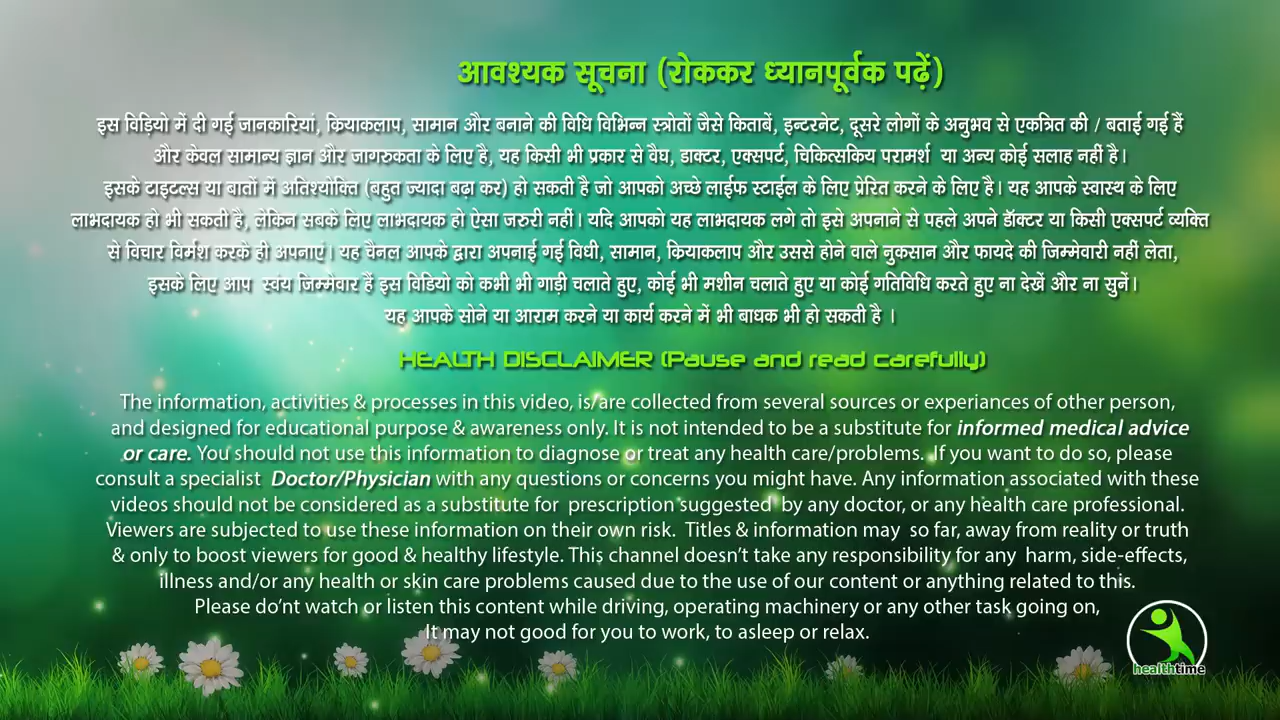 आवश्यक सूचना (रोककर ध्यानपूर्वक पढ़ें)
इस विड़ियो में दी गई जानकारियां, क्रियाकलाप, सामान और बनाने की विधि विभिन्न स्त्रोतों जैसे किताबें, इन्टरनेट, दूसरे लोगों के अनुभव से एकत्रित की / बताई गई हैं
और केवल सामान्य ज्ञान और जागरुकता के लिए है, यह किसी भी प्रकार से वैघ, डाक्टर, एक्सपर्ट, चिकित्सकिय परामर्श या अन्य कोई सलाह नहीं है।
इसके टाइटल्स या बातों में अतिश्योक्ति (बहुत ज्यादा बढ़ा कर) हो सकती है जो आपको अच्छे लाईफ स्टाईल के लिए प्रेरित करने के लिए है। यह आपके स्वास्थ के लिए
लाभदायक हो भी सकती है, लेकिन सबके लिए लाभदायक हो ऐसा जरुरी नहीं। यदि आपको यह लाभदायक लगे तो इसे अपनाने से पहले अपने डॉक्टर या किसी एक्सपर्ट व्यक्ति
से विचार विर्मश करके ही अपनाएं। यह चैनल आपके द्वारा अपनाई गई विधी, सामान, क्रियाकलाप और उससे होने वाले नुकसान और फायदे की जिम्मेवारी नहीं लेता,
इसके लिए आप स्वंय जिम्मेवार हैं इस विडियो को कभी भी गाड़ी चलाते हुए, कोई भी मशीन चलाते हुए या कोई गतिविधि करते हुए ना देखें और ना सुनें।
यह आपके सोने या आराम करने या कार्य करने में भी बाधक भी हो सकती है ।
HEALTH DISCLAIMER (Pause and read carefully)
The information, activities & processes in this video, is/are collected from several sources or experiances of other person,
and designed for educational purpose & awareness only. It is not intended to be a substitute for informed medical advice
or care. You should not use this information to diagnose or treat any health care/problems. If you want to do so, please
consult a specialist Doctor/Physician with any questions or concerns you might have. Any information associated with these
videos should not be considered as a substitute for prescription suggested by any doctor, or any health care professional.
Viewers are subjected to use these information on their own risk. Titles & information may so far, away from reality or truth
& only to boost viewers for good & healthy lifestyle. This channel doesn't take any responsibility for any harm, side-effects,
illness and/or any health or skin care problems caused due to the use of our content or anything related to this.
Please do'nt watch or listen this content while driving, operating machinery or any other task going on,
It may not good for you to work, to asleep or relax.
healthtime